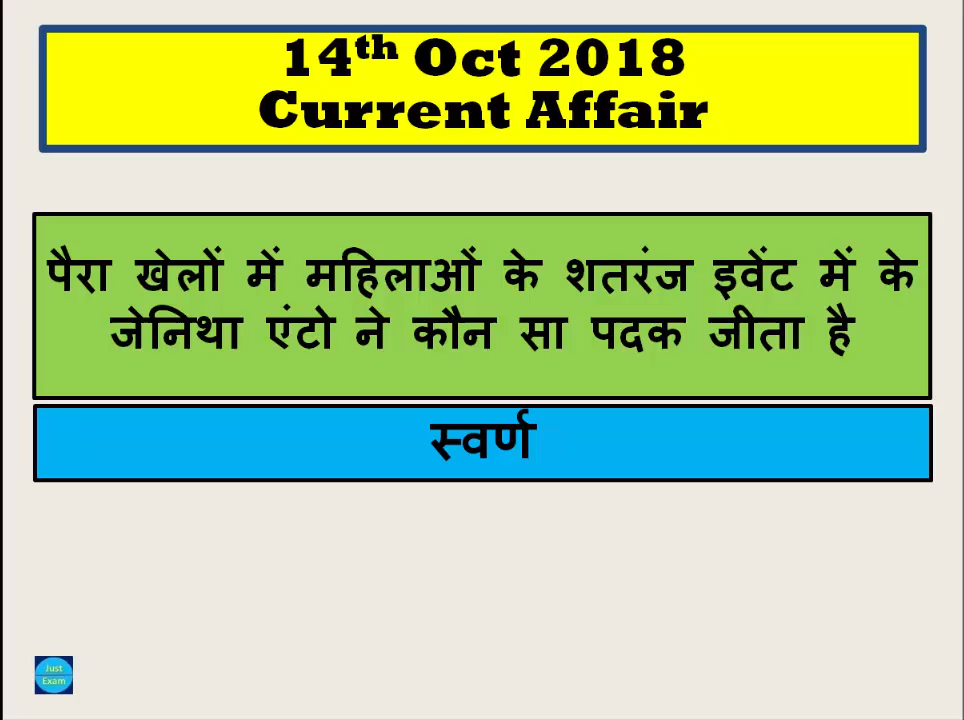 14th Oct 2018
Current Affair
पैरा खेलों में महिलाओं के शतरंज इवेंट में के
जेनिथा एंटो ने कौन सा पदक जीता है
स्वर्ण
Just
Exam